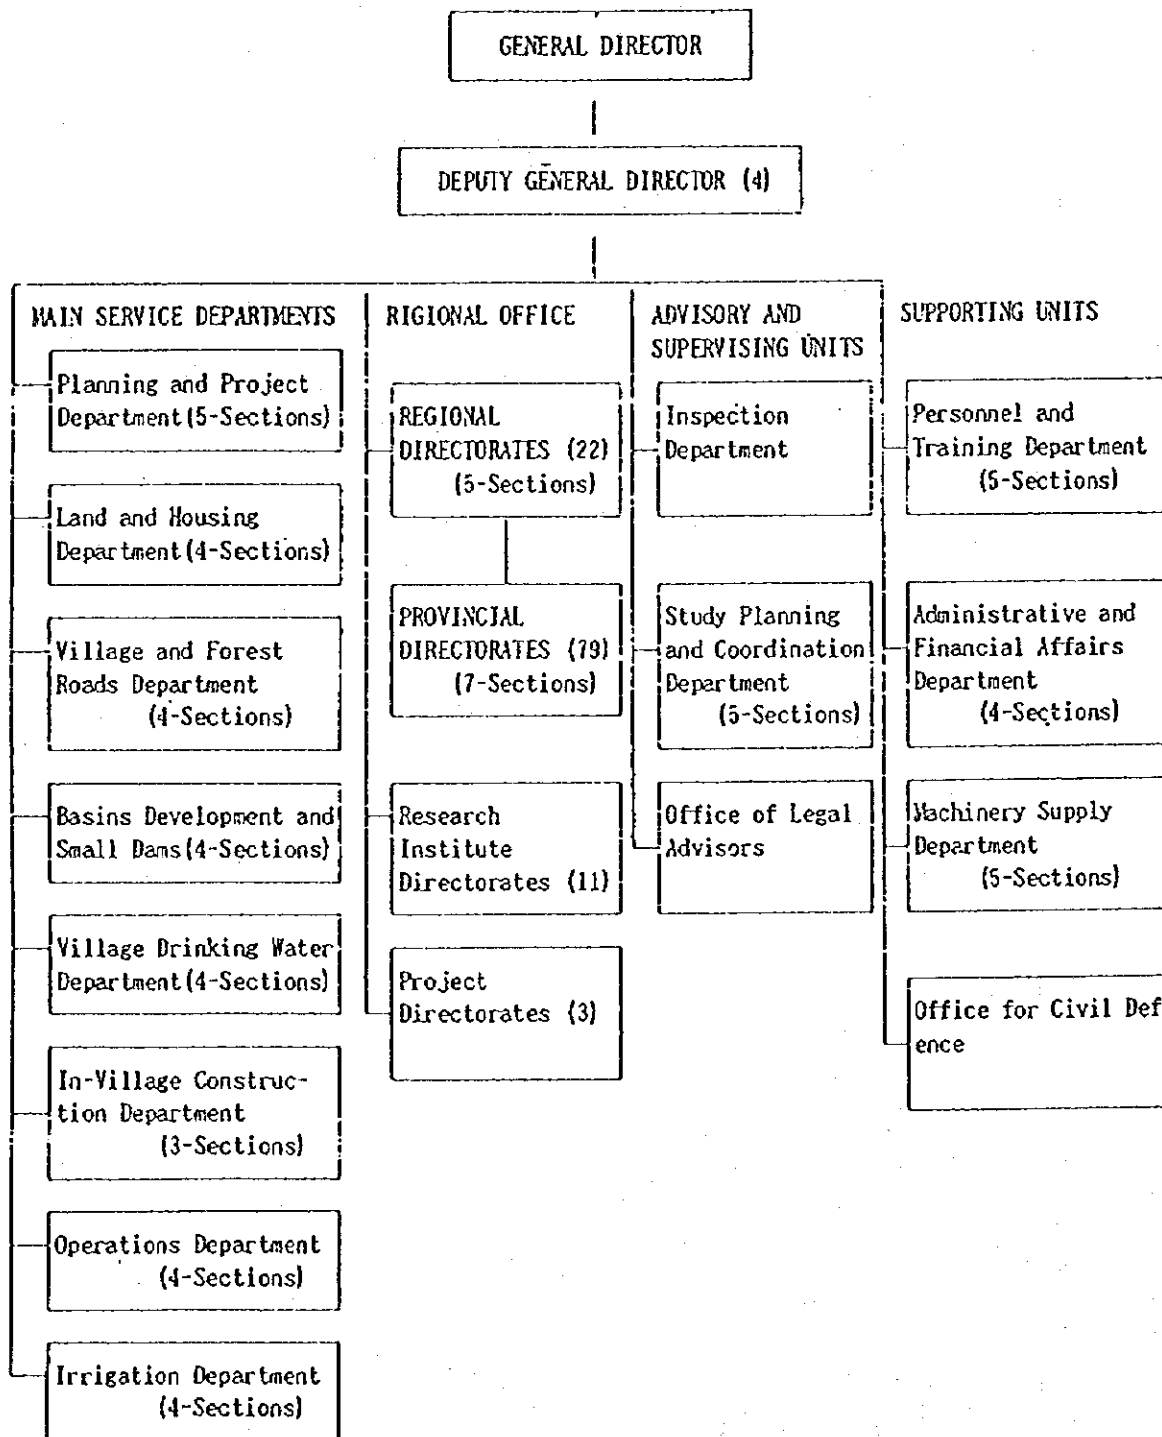 GENERAL DIRECTOR
DEPUTY GENERAL DIRECTOR (4)
MAIN SERVICE DEPARTMENTS
Planning and Project
Department(5-Sections)
Land and Housing
Department(4-Sections)
Village and Forest
Roads Department
(4-Sections)
Basins Development and
Small Dams(4-Sections)
Village Drinking Water
Department(4-Sections)
In-Village Construc-
tion Department
(3-Sections)
Operations Department
(4-Sections)
Irrigation Department
(4-Sections)
RIGIONAL OFFICE
REGIONAL
DIRECTORATES (22)
(5-Sections)
PROVINCIAL
DIRECTORATES (79)
(7-Sections)
Research
Institute
Directorates (11)
Project
Directorates (3)
ADVISORY AND
SUPERVISING UNITS
Inspection
Department
Study Planning
and Coordination
Department
(5-Sections)
Office of Legal
Advisors
SUPPORTING UNITS
Personnel and
Training Department
(5-Sections)
Administrative and
Financial Affairs
Department
(4-Sections)
Machinery Supply
Department
(5-Sections)
Office for Civil Def
ence